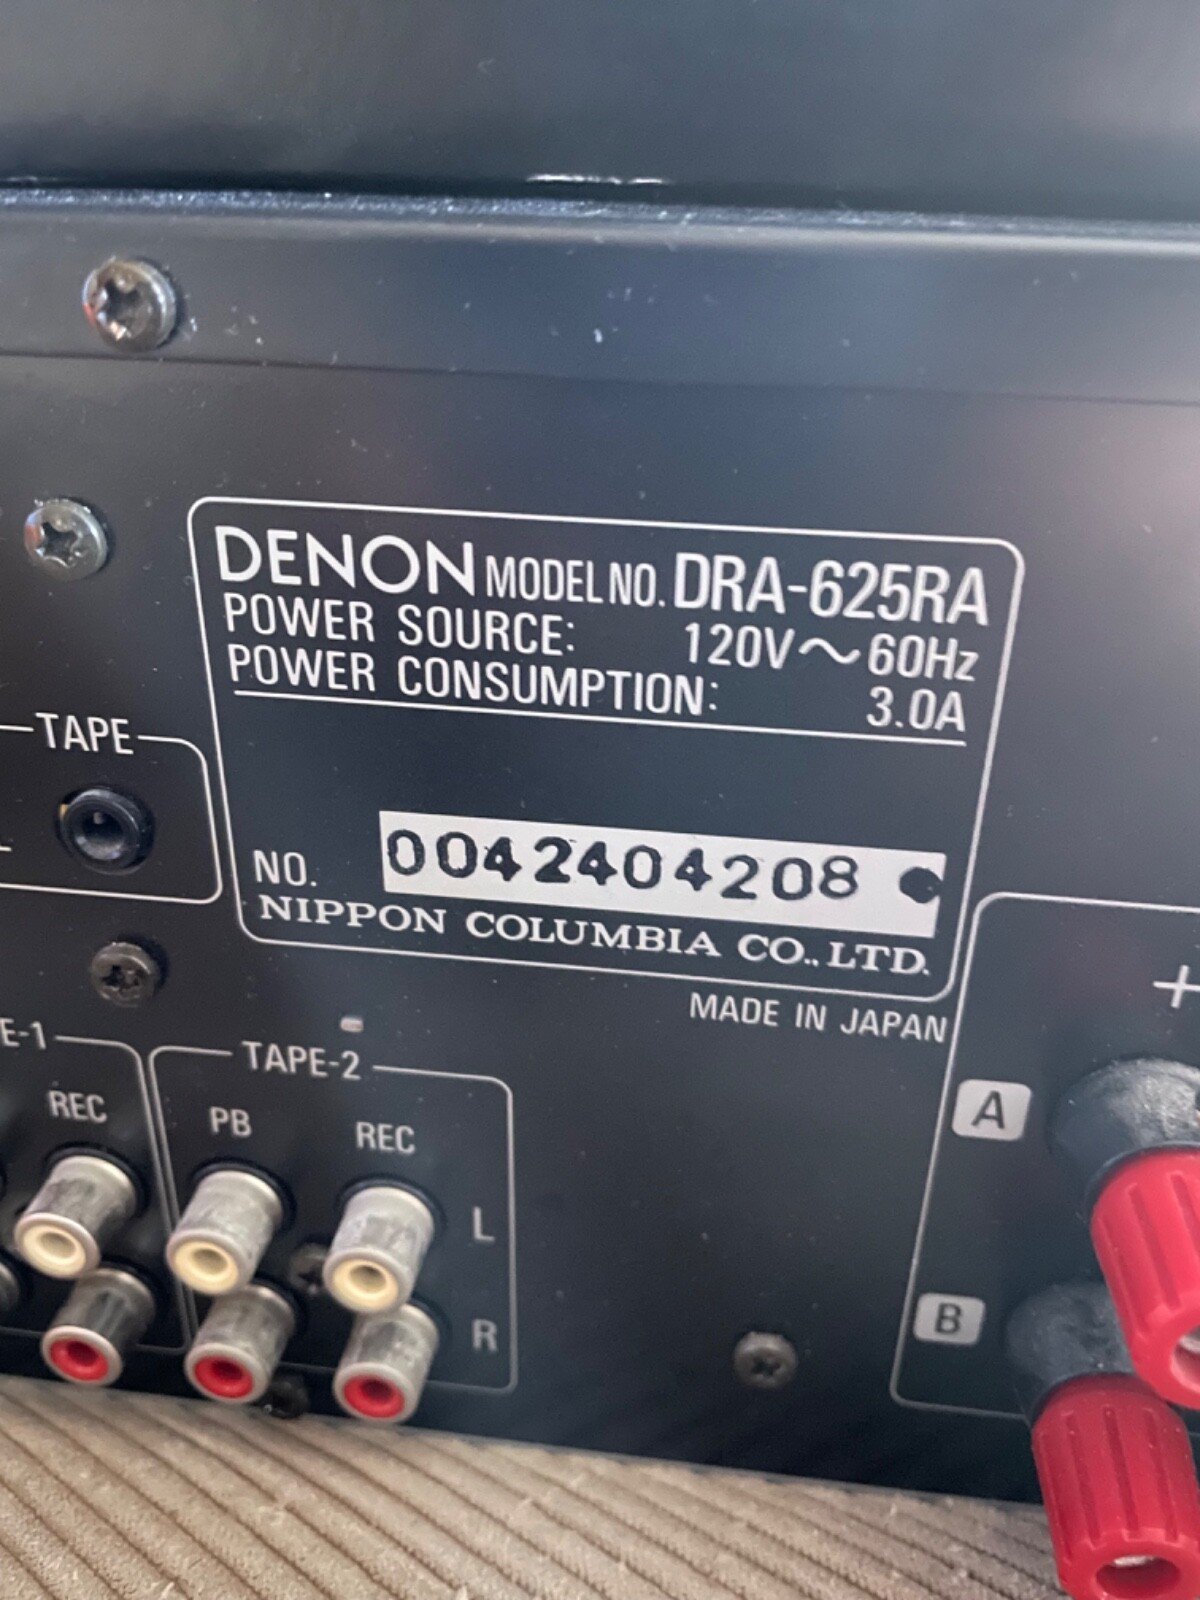 DENON MODEL NO. DRA-625RA
POWER SOURCE: 120V～60Hz
POWER CONSUMPTION: 3.0A
TAPE
NO. 0042404208
NIPPON COLUMBIA CO., LTD.
MADE IN JAPAN
E-1
TAPE-2
+
REC
PB
REC
A
L
R
B